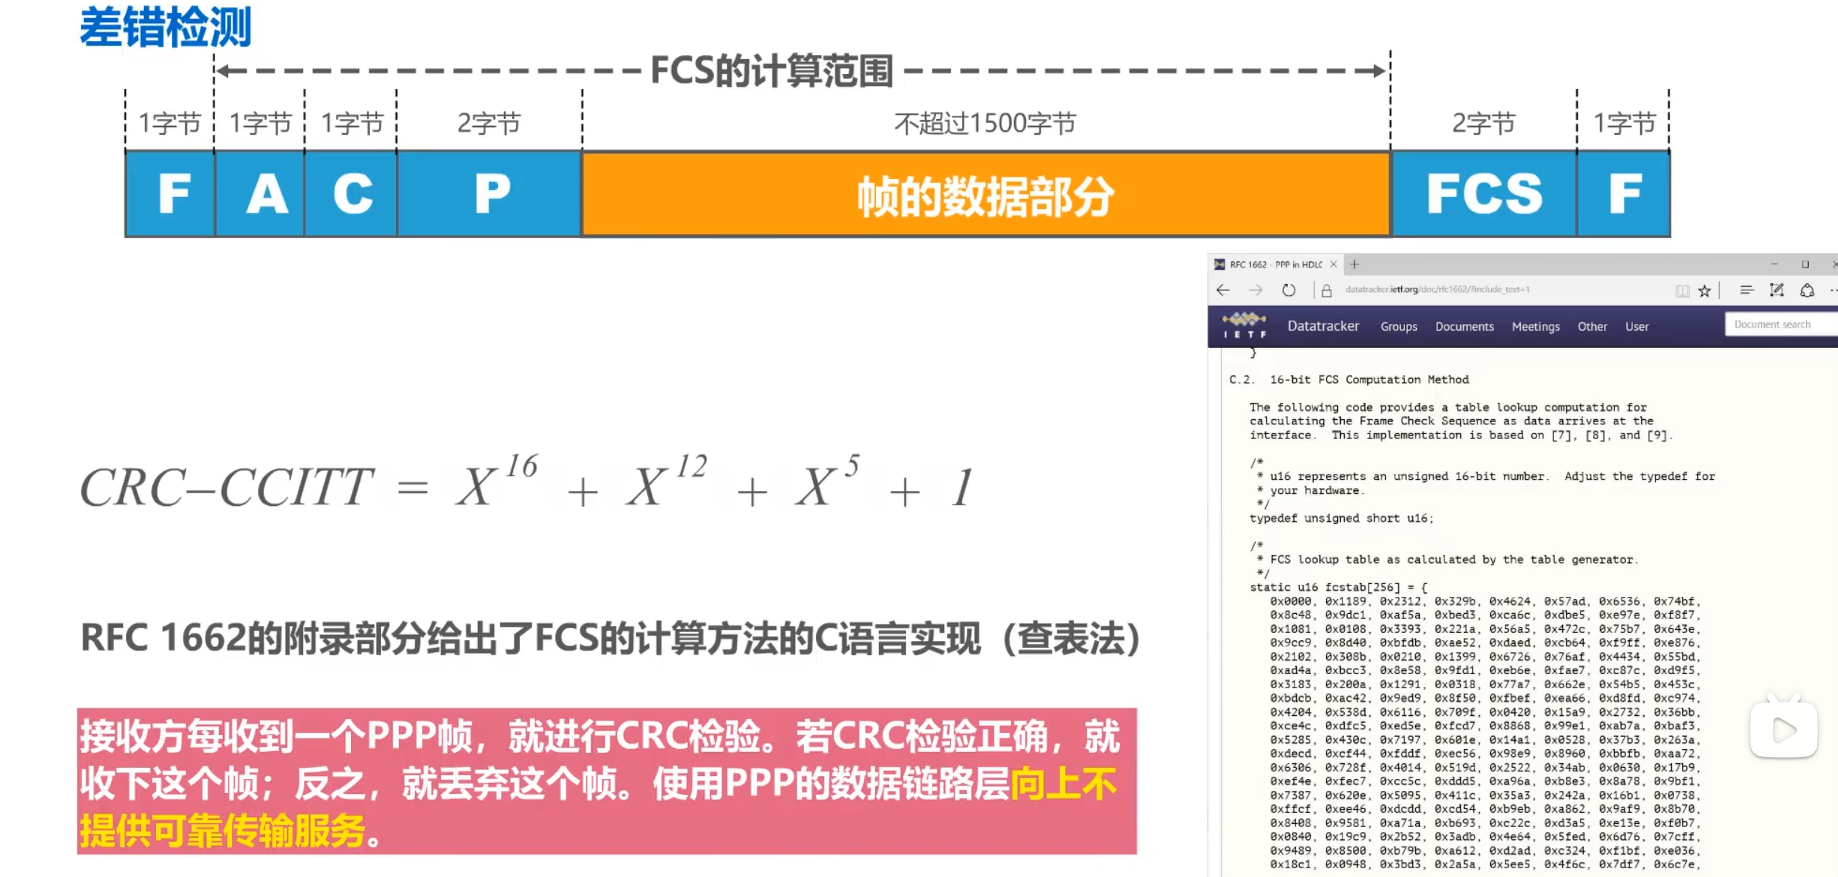 差错检测
FCS的计算范围
1字节 1字节 1字节 2字节 不超过1500字节 2字节 1字节
F A C P 帧的数据部分 FCS F
CRC–CCITT = X^16 + X^12 + X^5 + 1
RFC 1662的附录部分给出了FCS的计算方法的C语言实现（查表法）
接收方每收到一个PPP帧，就进行CRC检验。若CRC检验正确，就
收下这个帧；反之，就丢弃这个帧。使用PPP的数据链路层向上不
提供可靠传输服务。
RFC 1662 - PPP in HDLC
datatracker.ietf.org/doc/rfc1662/?include_text=1
IETF Datatracker Groups Documents Meetings Other User Document search
}
C.2. 16-bit FCS Computation Method
The following code provides a table lookup computation for
calculating the Frame Check Sequence as data arrives at the
interface. This implementation is based on [7], [8], and [9].
/*
* u16 represents an unsigned 16-bit number. Adjust the typedef for
* your hardware.
*/
typedef unsigned short u16;
/*
* FCS lookup table as calculated by the table generator.
*/
static u16 fcstab[256] = {
0x0000, 0x1189, 0x2312, 0x329b, 0x4624, 0x57ad, 0x6536, 0x74bf,
0x8c48, 0x9dc1, 0xaf5a, 0xbed3, 0xca6c, 0xdbe5, 0xe97e, 0xf8f7,
0x1081, 0x0108, 0x3393, 0x221a, 0x56a5, 0x472c, 0x75b7, 0x643e,
0x9cc9, 0x8d40, 0xbfdb, 0xae52, 0xdaed, 0xcb64, 0xf9ff, 0xe876,
0x2102, 0x308b, 0x0210, 0x1399, 0x6726, 0x76af, 0x4434, 0x55bd,
0xad4a, 0xbcc3, 0x8e58, 0x9fd1, 0xeb6e, 0xfae7, 0xc87c, 0xd9f5,
0x3183, 0x200a, 0x1291, 0x0318, 0x77a7, 0x662e, 0x54b5, 0x453c,
0xbdcb, 0xac42, 0x9ed9, 0x8f50, 0xfbef, 0xea66, 0xd8fd, 0xc974,
0x4204, 0x538d, 0x6116, 0x709f, 0x0420, 0x15a9, 0x2732, 0x36bb,
0xce4c, 0xdfc5, 0xed5e, 0xfcd7, 0x8868, 0x99e1, 0xab7a, 0xbaf3,
0x5285, 0x430c, 0x7197, 0x601e, 0x14a1, 0x0528, 0x37b3, 0x263a,
0xdecd, 0xcf44, 0xfddf, 0xec56, 0x98e9, 0x8960, 0xbbfb, 0xaa72,
0x6306, 0x728f, 0x4014, 0x519d, 0x2522, 0x34ab, 0x0630, 0x17b9,
0xef4e, 0xfec7, 0xcc5c, 0xddd5, 0xa96a, 0xb8e3, 0x8a78, 0x9bf1,
0x7387, 0x620e, 0x5095, 0x411c, 0x35a3, 0x242a, 0x16b1, 0x0738,
0xffcf, 0xee46, 0xdcdd, 0xcd54, 0xb9eb, 0xa862, 0x9af9, 0x8b70,
0x8408, 0x9581, 0xa71a, 0xb693, 0xc22c, 0xd3a5, 0xe13e, 0xf0b7,
0x0840, 0x19c9, 0x2b52, 0x3adb, 0x4e64, 0x5fed, 0x6d76, 0x7cff,
0x9489, 0x8500, 0xb79b, 0xa612, 0xd2ad, 0xc324, 0xf1bf, 0xe036,
0x18c1, 0x0948, 0x3bd3, 0x2a5a, 0x5ee5, 0x4f6c, 0x7df7, 0x6c7e,